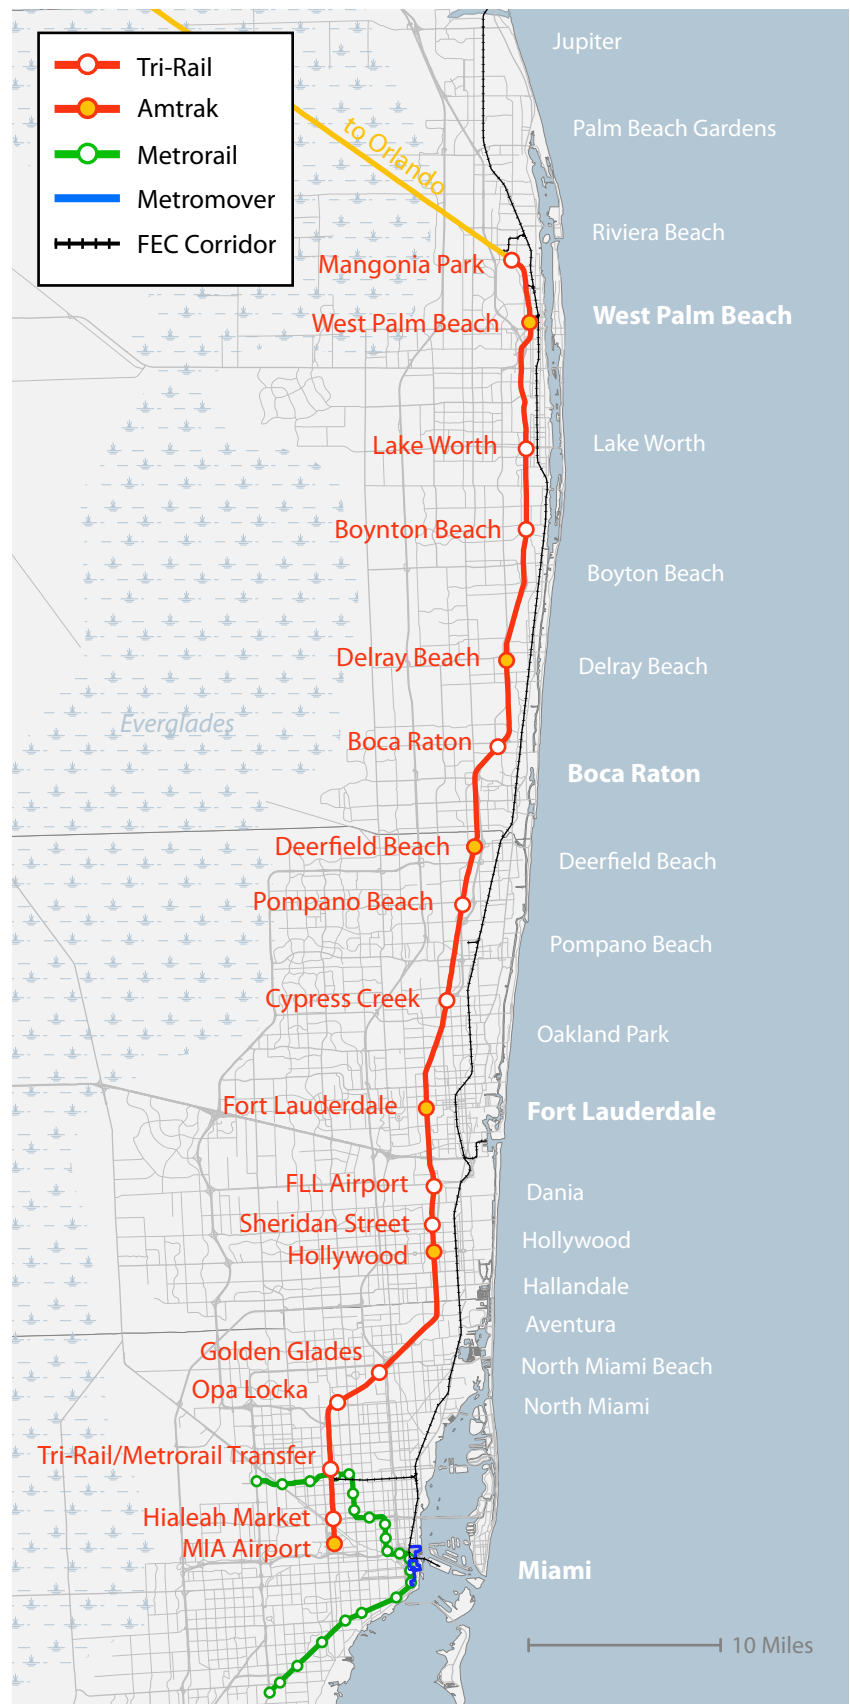 Tri-Rail
Amtrak
Metrorail
Metromover
FEC Corridor
to Orlando
Jupiter
Palm Beach Gardens
Riviera Beach
Mangonia Park
West Palm Beach
West Palm Beach
Lake Worth
Lake Worth
Boynton Beach
Boyton Beach
Delray Beach
Delray Beach
Everglades
Boca Raton
Boca Raton
Deerfield Beach
Deerfield Beach
Pompano Beach
Pompano Beach
Cypress Creek
Oakland Park
Fort Lauderdale
Fort Lauderdale
FLL Airport
Dania
Sheridan Street
Hollywood
Hollywood
Hallandale
Aventura
Golden Glades
North Miami Beach
Opa Locka
North Miami
Tri-Rail/Metrorail Transfer
Hialeah Market
MIA Airport
Miami
10 Miles